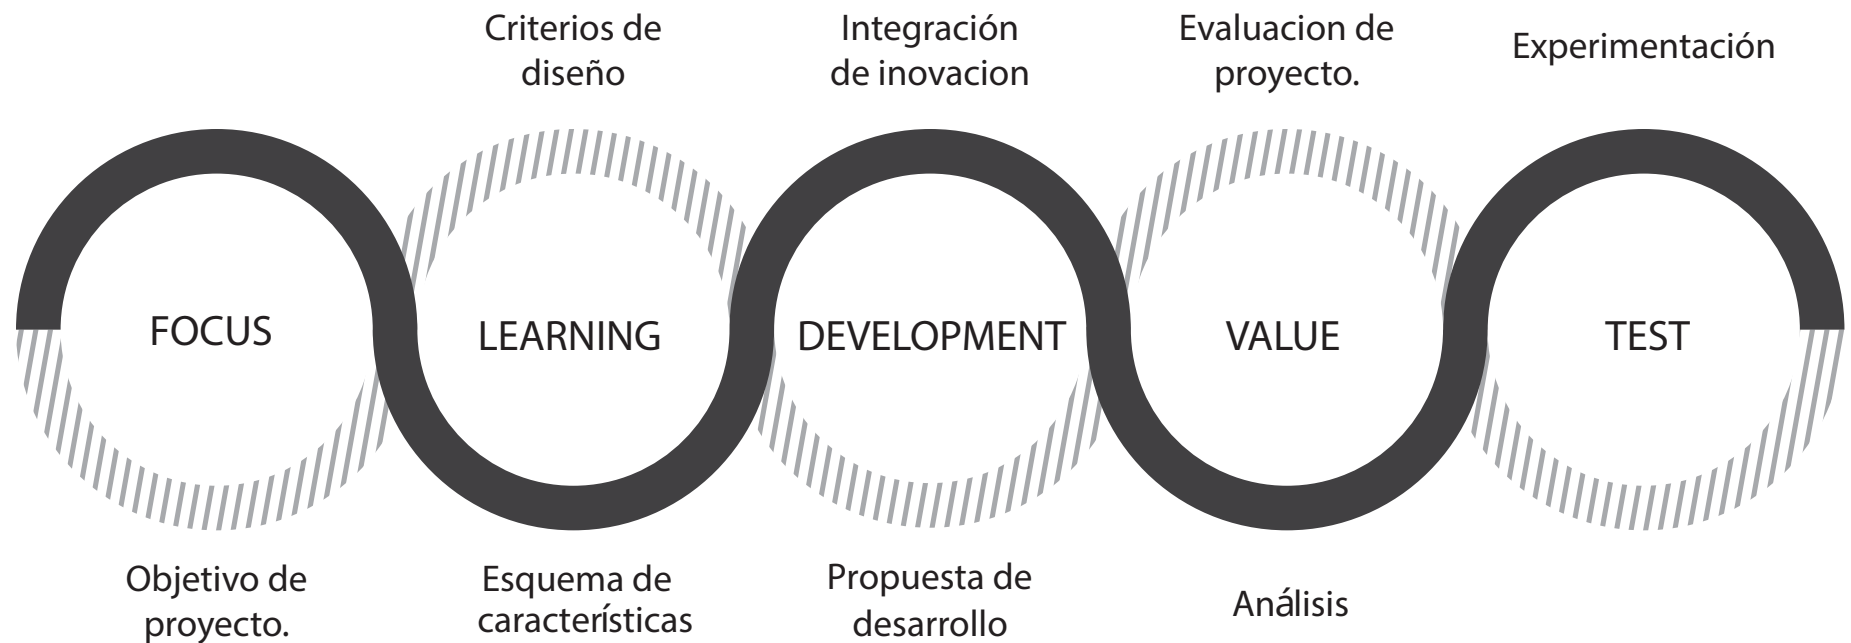 Criterios de
diseño
Integración
de inovacion
Evaluacion de
proyecto.
Experimentación
FOCUS
LEARNING
DEVELOPMENT
VALUE
TEST
Objetivo de
proyecto.
Esquema de
características
Propuesta de
desarrollo
Análisis